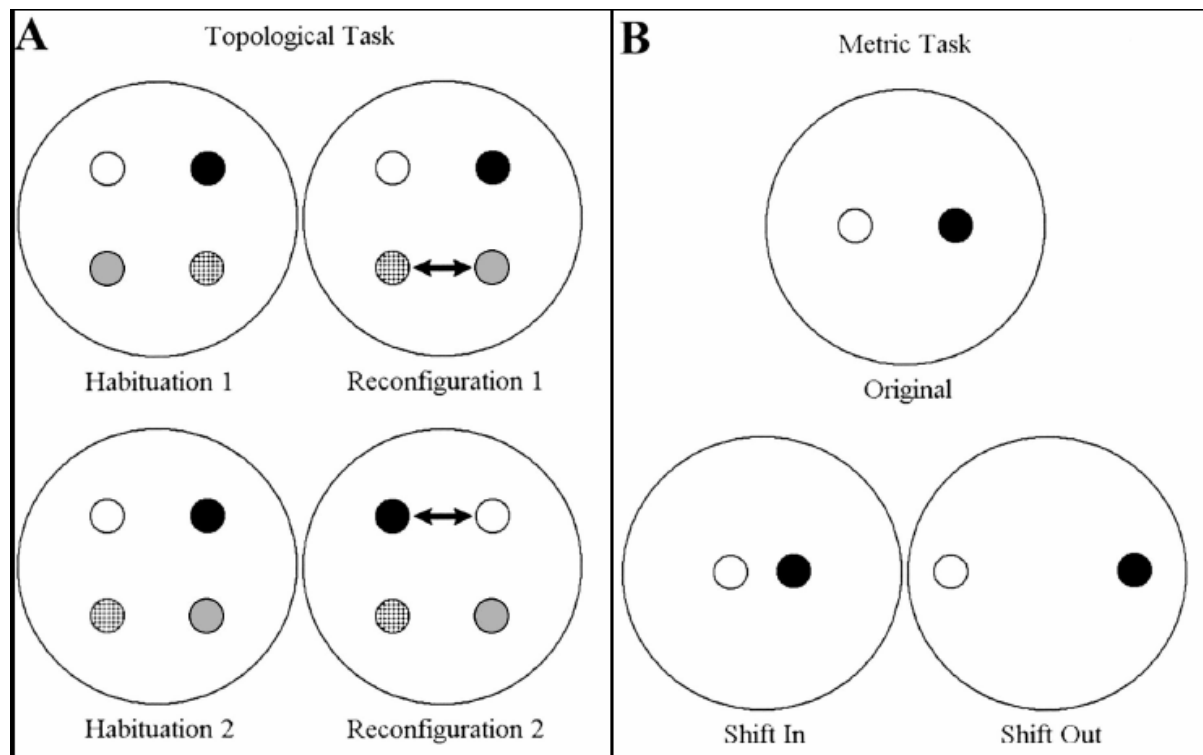 A
Topological Task
Habituation 1
Reconfiguration 1
Habituation 2
Reconfiguration 2
B
Metric Task
Original
Shift In
Shift Out